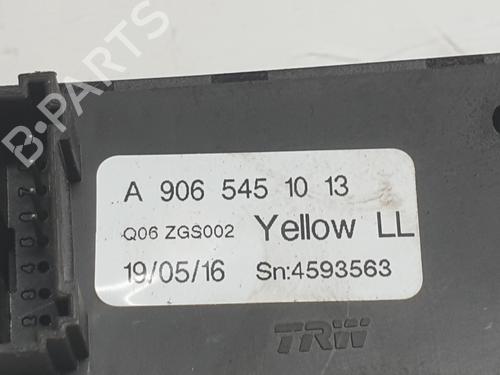 A 906 545 10 13
Q06 ZGS002 Yellow LL
19/05/16 Sn:4593563
TRW
B-PARTS